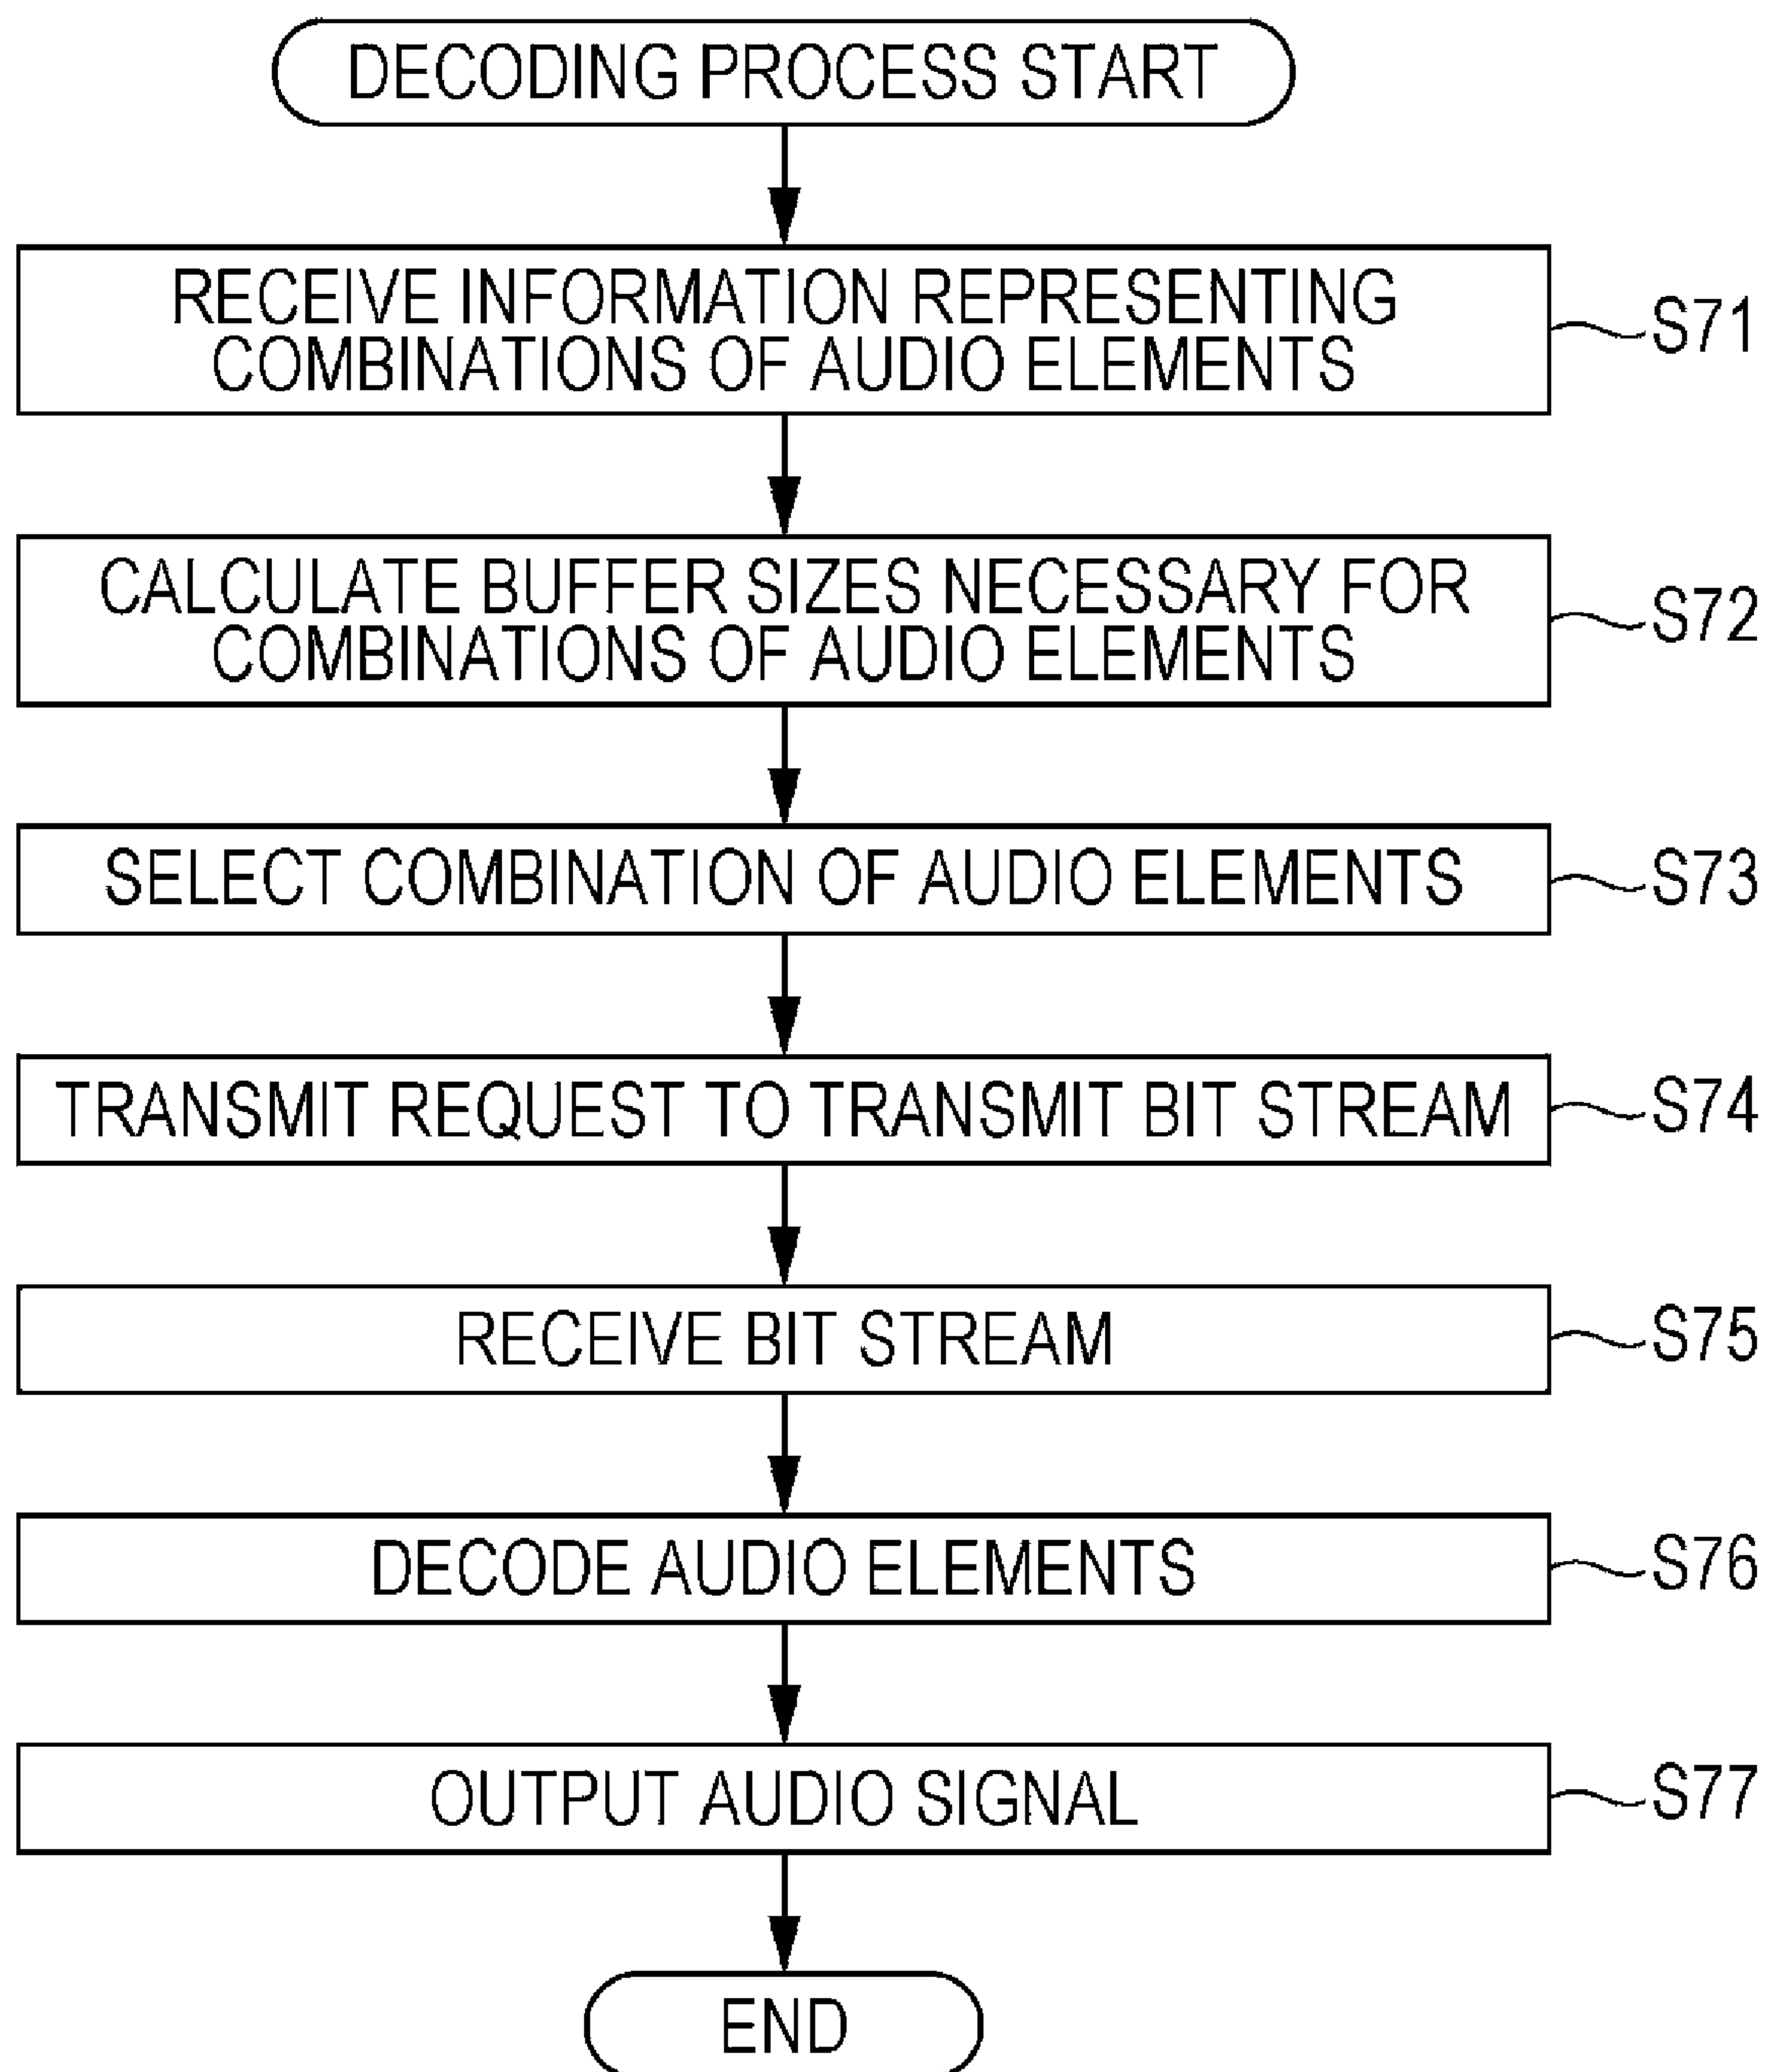 DECODING PROCESS START
RECEIVE INFORMATION REPRESENTING
COMBINATIONS OF AUDIO ELEMENTS
S71
CALCULATE BUFFER SIZES NECESSARY FOR
COMBINATIONS OF AUDIO ELEMENTS
S72
SELECT COMBINATION OF AUDIO ELEMENTS
S73
TRANSMIT REQUEST TO TRANSMIT BIT STREAM
S74
RECEIVE BIT STREAM
S75
DECODE AUDIO ELEMENTS
S76
OUTPUT AUDIO SIGNAL
S77
END